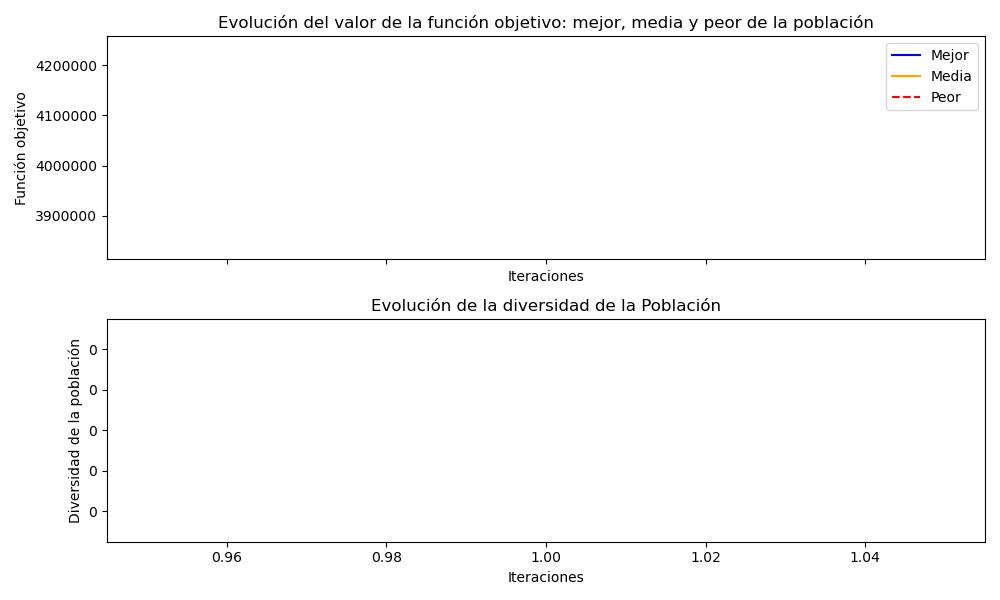 Evolución del valor de la función objetivo: mejor, media y peor de la población
Función objetivo
4200000
4100000
4000000
3900000
Mejor
Media
Peor
Iteraciones
Evolución de la diversidad de la Población
Diversidad de la población
0
0
0
0
0
0.96 0.98 1.00 1.02 1.04
Iteraciones